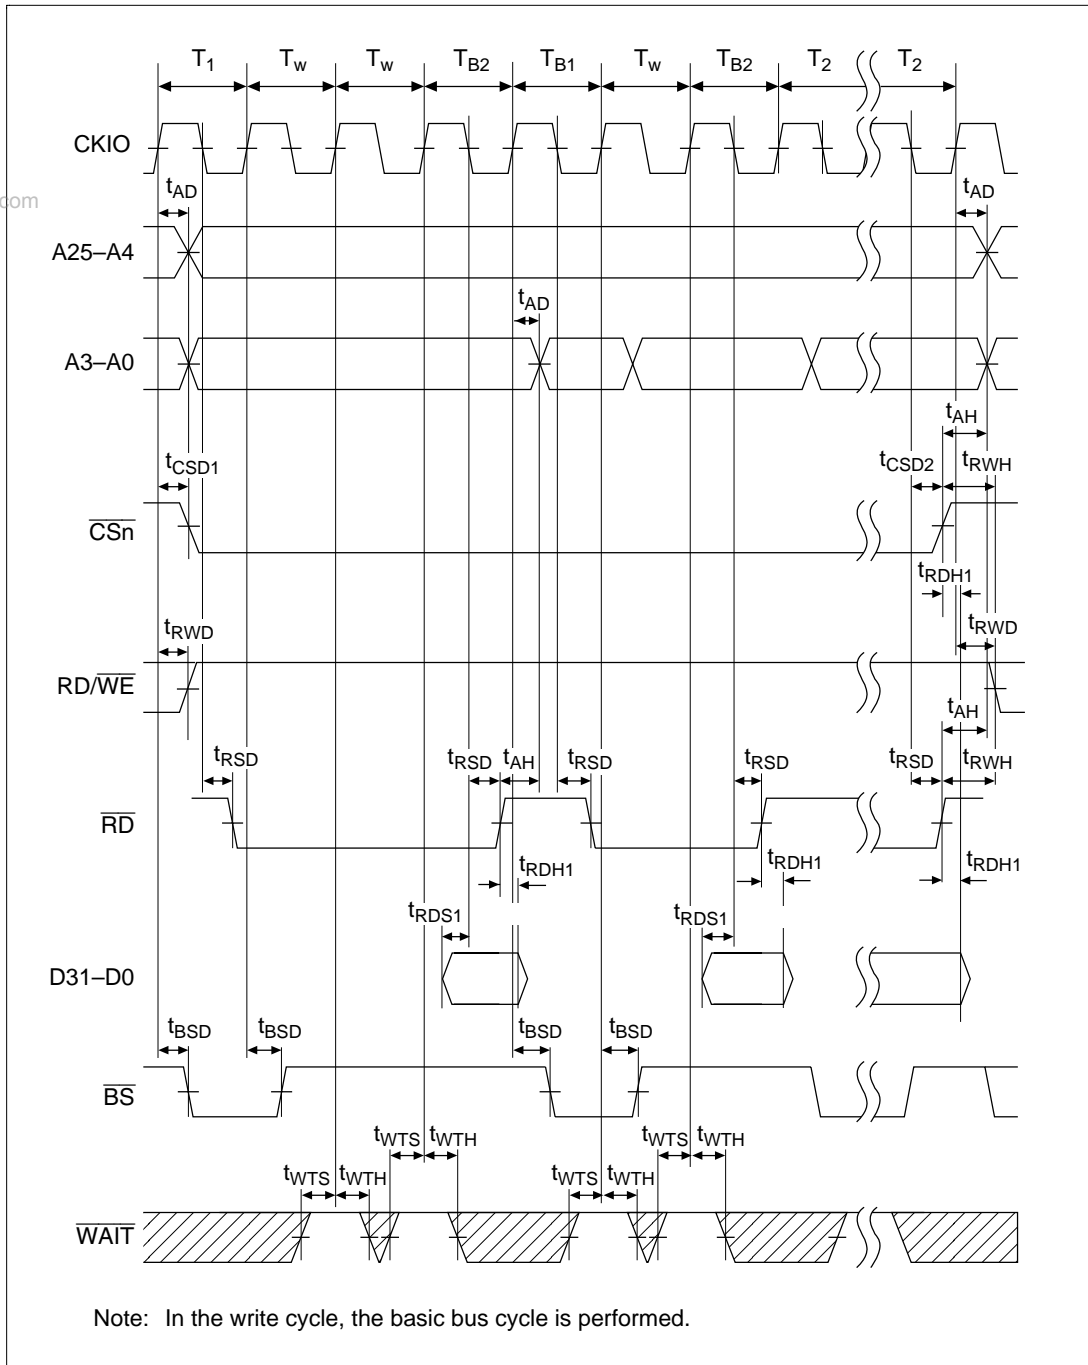 T1 Tw Tw TB2 TB1 Tw TB2 T2 T2
CKIO
tAD tAD
com
A25–A4
tAD
A3–A0
tAH
tCSD1 tCSD2 tRWH
CSn
tRDH1
tRWD tRWD
RD/WE
tAH
tRSD tRSD tAH tRSD tRSD tRSD tRWH
RD
tRDH1 tRDH1 tRDH1
tRDS1 tRDS1
D31–D0
tBSD tBSD tBSD tBSD
BS
tWTS tWTH tWTS tWTH
tWTS tWTH tWTS tWTH
WAIT
Note: In the write cycle, the basic bus cycle is performed.